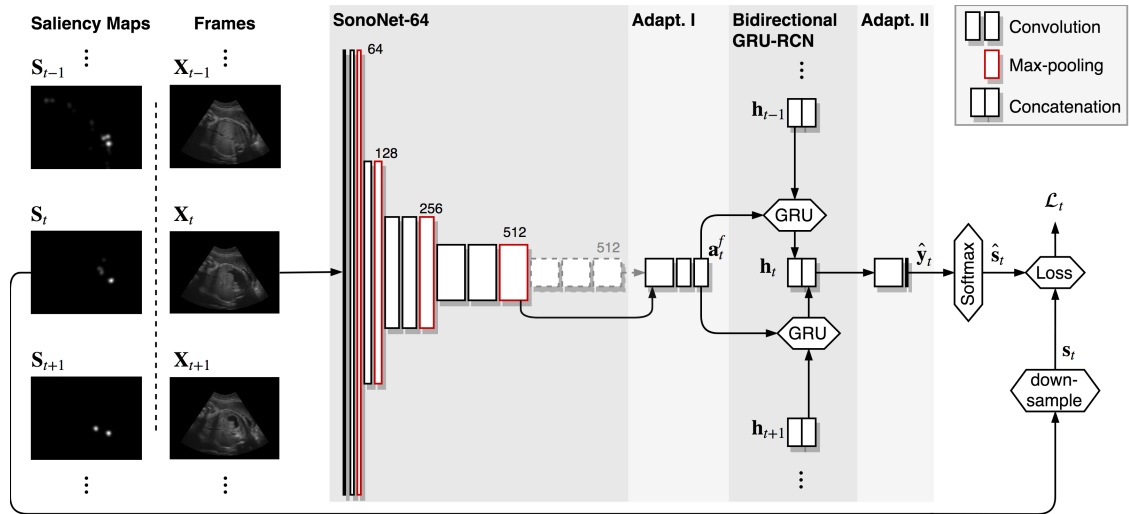 Saliency Maps
Frames
SonoNet-64
Adapt. I
Bidirectional
GRU-RCN
Adapt. II
Convolution
Max-pooling
Concatenation
⋮
⋮
⋮
S_{t-1}
X_{t-1}
64
h_{t-1}
128
S_t
X_t
256
512
512
a_t^f
GRU
h_t
ŷ_t
Softmax
ŝ_t
ℒ_t
Loss
GRU
s_t
S_{t+1}
X_{t+1}
down-
sample
h_{t+1}
⋮
⋮
⋮